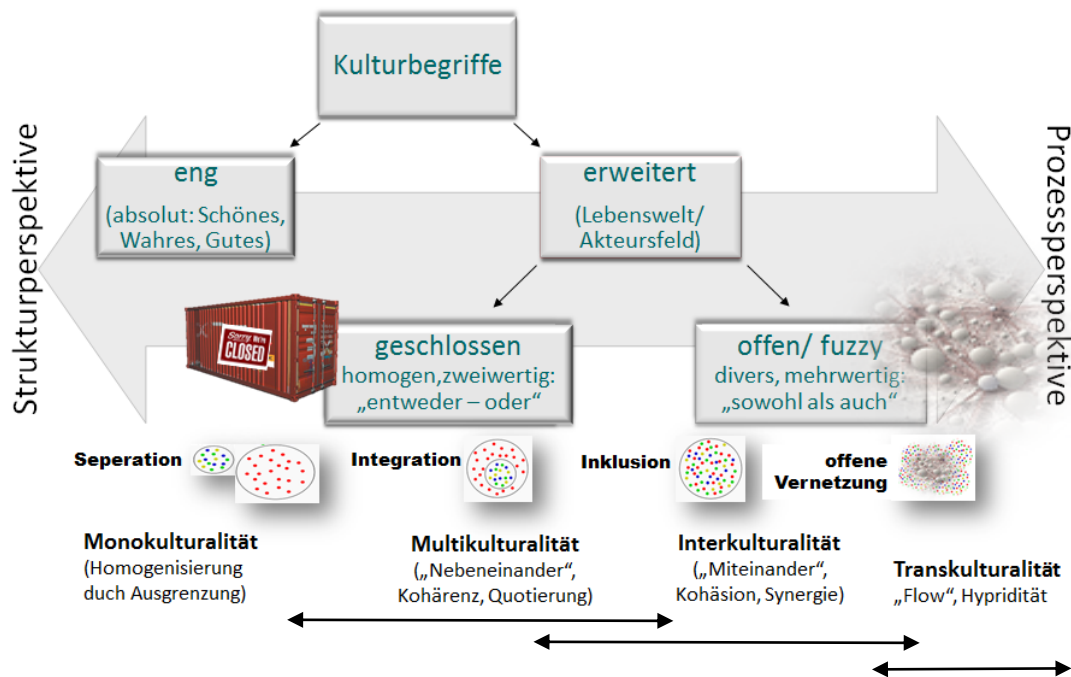 Kulturbegriffe
Strukturperspektive
Prozessperspektive
eng
(absolut: Schönes,
Wahres, Gutes)
erweitert
(Lebenswelt/
Akteursfeld)
Sorry WE'RE
CLOSED
geschlossen
homogen,zweiwertig:
„entweder – oder“
offen/ fuzzy
divers, mehrwertig:
„sowohl als auch“
Seperation
Integration
Inklusion
offene
Vernetzung
Monokulturalität
(Homogenisierung
duch Ausgrenzung)
Multikulturalität
(„Nebeneinander“,
Kohärenz, Quotierung)
Interkulturalität
(„Miteinander“,
Kohäsion, Synergie)
Transkulturalität
„Flow“, Hypridität